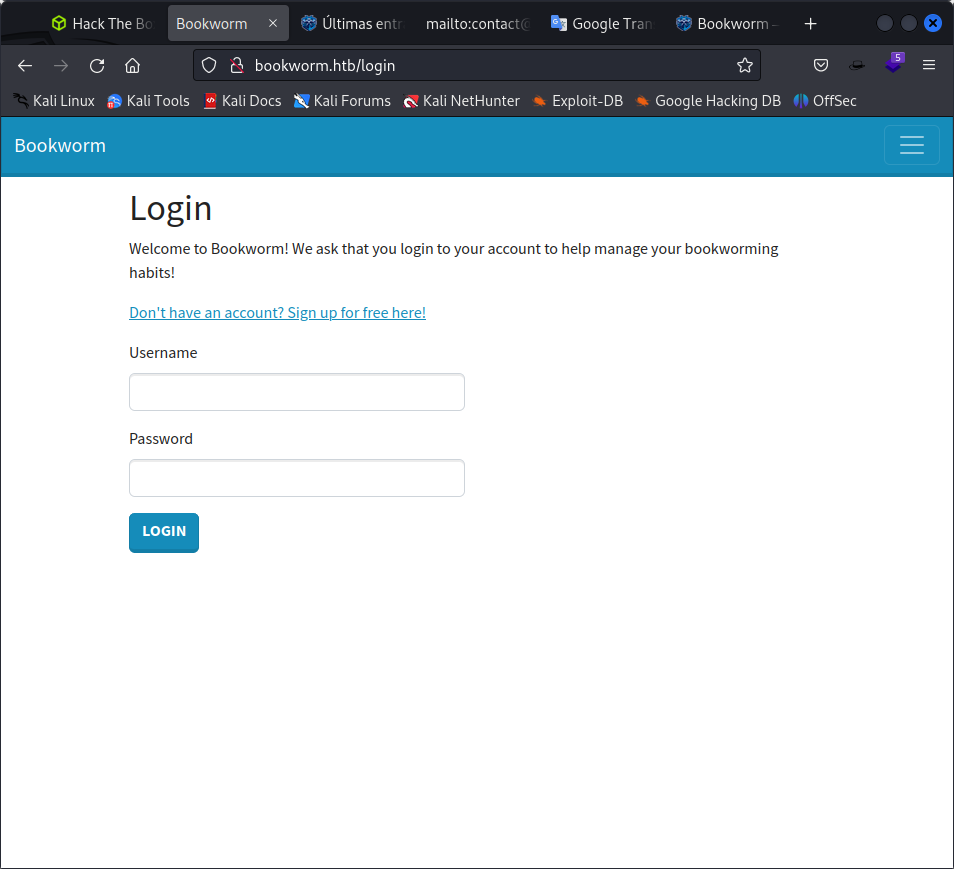 Hack The Bo
Bookworm
Últimas entr
mailto:contact@
Google Tran
Bookworm –
bookworm.htb/login
5
Kali Linux
Kali Tools
Kali Docs
Kali Forums
Kali NetHunter
Exploit-DB
Google Hacking DB
OffSec
Bookworm
Login
Welcome to Bookworm! We ask that you login to your account to help manage your bookworming
habits!
Don't have an account? Sign up for free here!
Username
Password
LOGIN